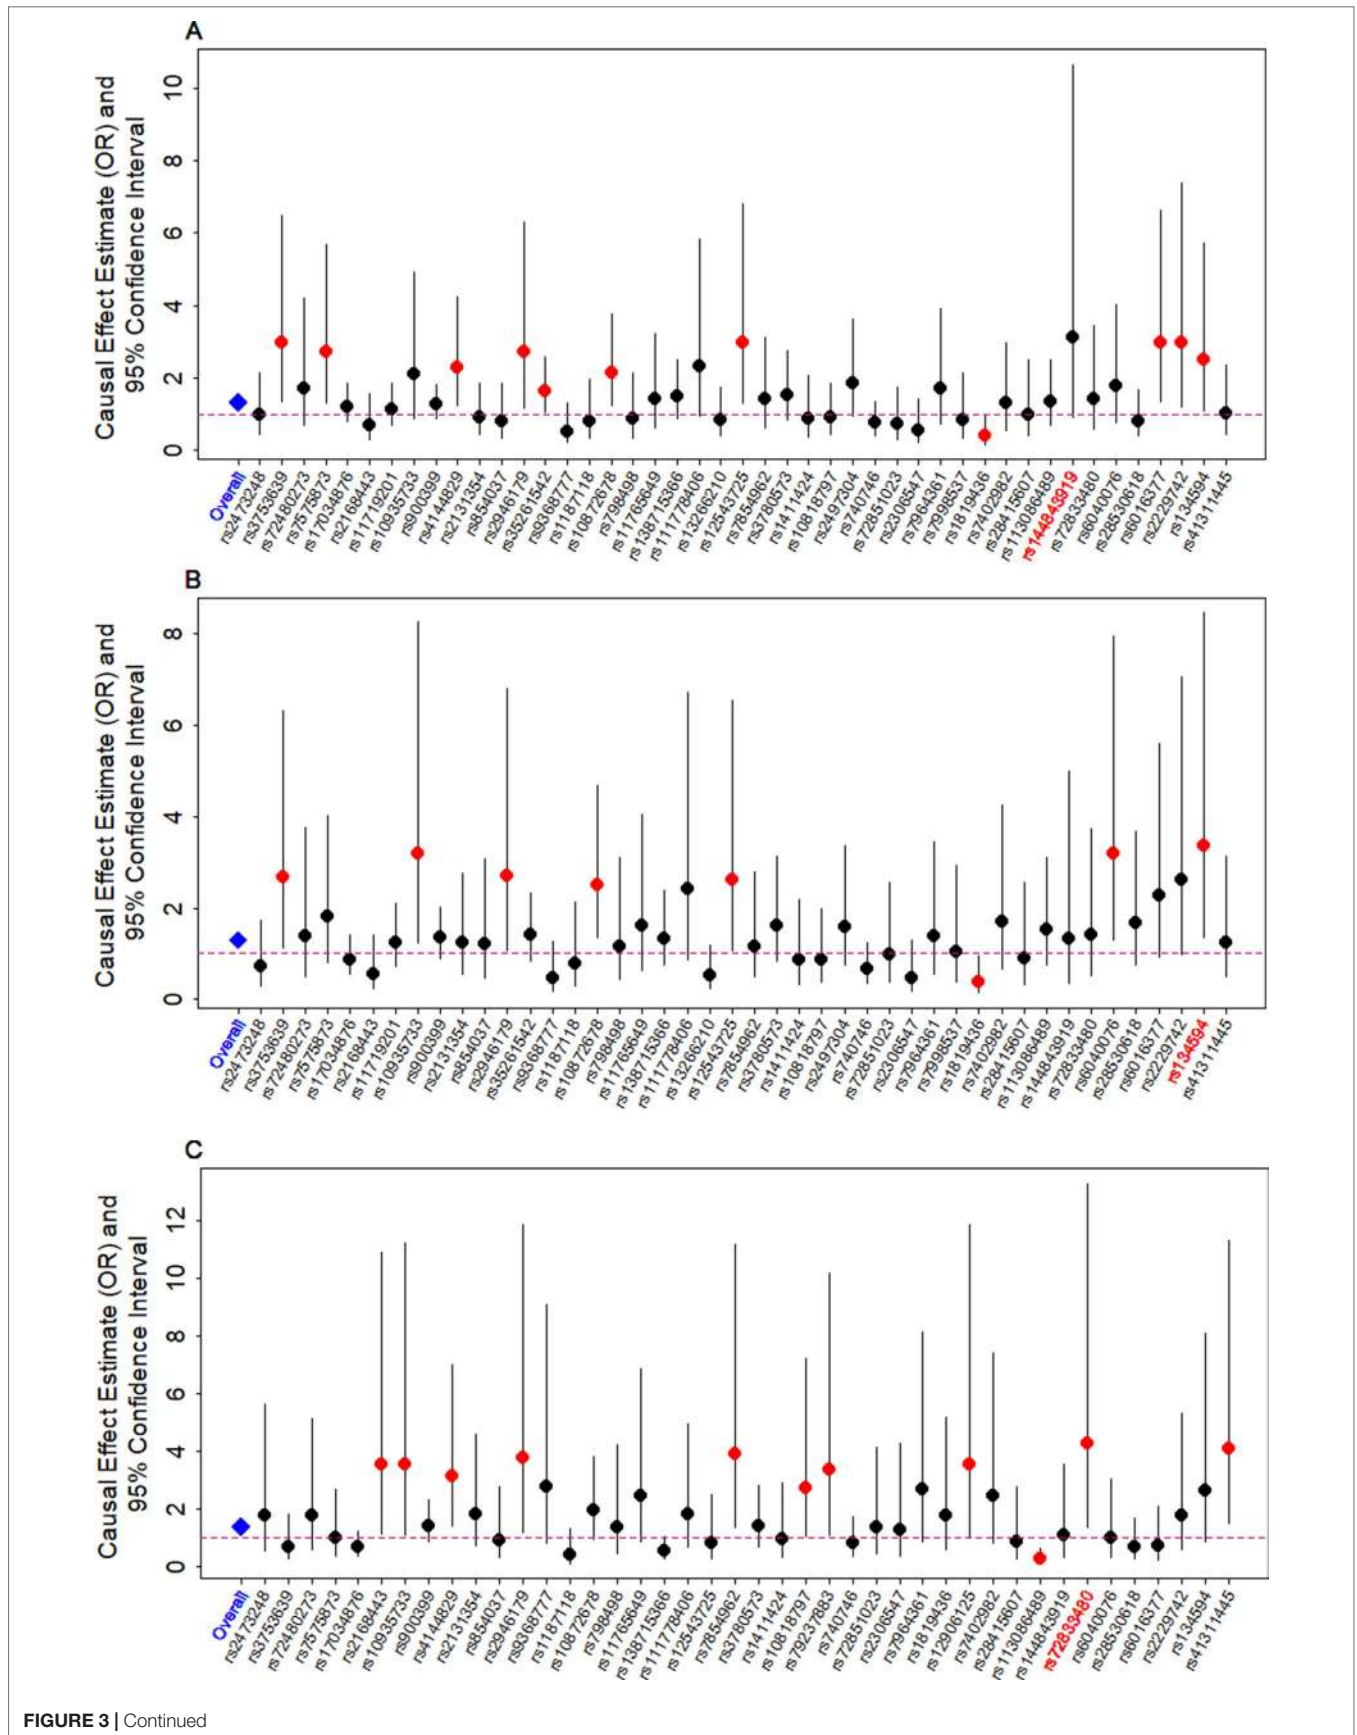 A
Causal Effect Estimate (OR) and
95% Confidence Interval
10
8
6
4
2
0
Overall
rs2473248
rs3753639
rs72480273
rs7575873
rs17034876
rs2168443
rs11719201
rs10935733
rs900399
rs4144829
rs2131354
rs854037
rs2946179
rs35261542
rs9368777
rs1187118
rs10872678
rs798498
rs11765649
rs138715366
rs111778406
rs13266210
rs12543725
rs7854962
rs3780573
rs1411424
rs10818797
rs2497304
rs740746
rs72851023
rs2306547
rs7964361
rs7998537
rs1819436
rs7402982
rs28415607
rs113086489
rs144843919
rs72833480
rs6040076
rs28530618
rs6016377
rs2229742
rs134594
rs41311445
B
Causal Effect Estimate (OR) and
95% Confidence Interval
8
6
4
2
0
Overall
rs2473248
rs3753639
rs72480273
rs7575873
rs17034876
rs2168443
rs11719201
rs10935733
rs900399
rs2131354
rs854037
rs2946179
rs35261542
rs9368777
rs1187118
rs10872678
rs798498
rs11765649
rs138715366
rs111778406
rs13266210
rs12543725
rs7854962
rs3780573
rs1411424
rs10818797
rs2497304
rs740746
rs72851023
rs2306547
rs7964361
rs7998537
rs1819436
rs7402982
rs28415607
rs113086489
rs144843919
rs72833480
rs6040076
rs28530618
rs6016377
rs2229742
rs134594
rs41311445
C
Causal Effect Estimate (OR) and
95% Confidence Interval
12
10
8
6
4
2
0
Overall
rs2473248
rs3753639
rs72480273
rs7575873
rs17034876
rs2168443
rs10935733
rs900399
rs4144829
rs2131354
rs854037
rs2946179
rs9368777
rs1187118
rs10872678
rs798498
rs11765649
rs138715366
rs111778406
rs12543725
rs7854962
rs3780573
rs1411424
rs10818797
rs79237883
rs740746
rs72851023
rs2306547
rs7964361
rs1819436
rs12906125
rs7402982
rs28415607
rs113086489
rs144843919
rs72833480
rs6040076
rs28530618
rs6016377
rs2229742
rs134594
rs41311445
FIGURE 3 | Continued